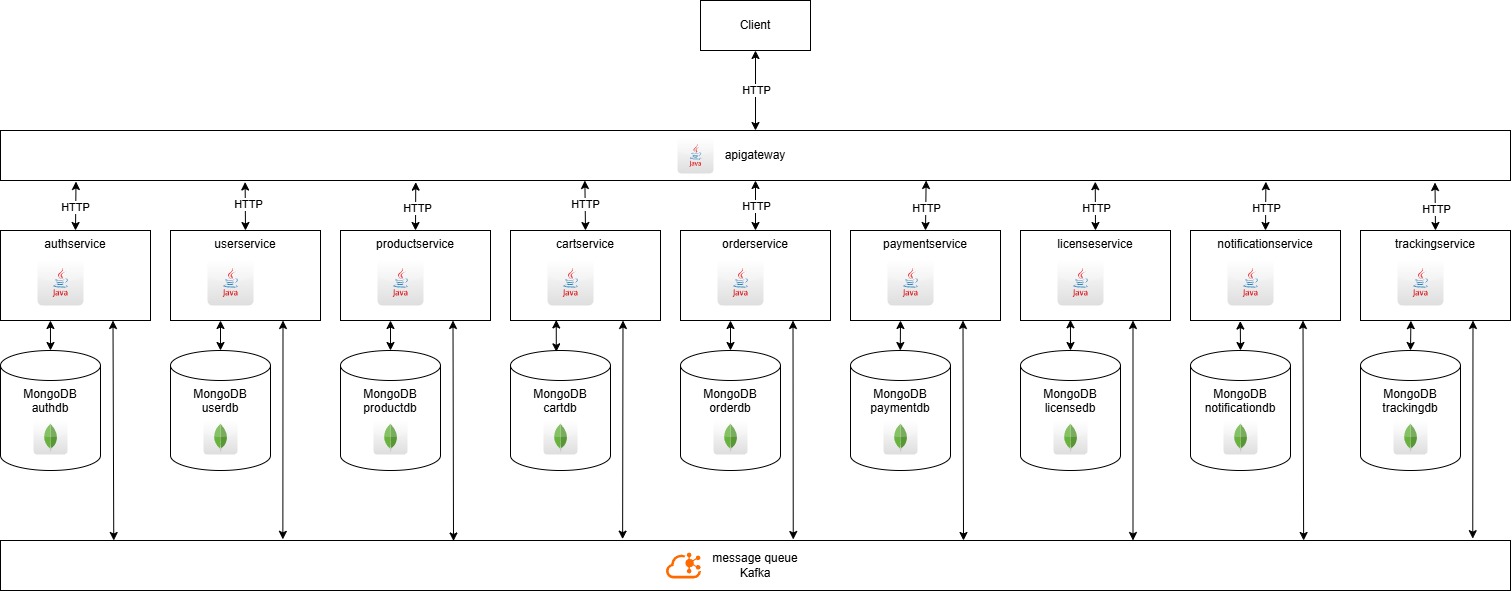 Client
HTTP
apigateway
Java
HTTP
HTTP
HTTP
HTTP
HTTP
HTTP
HTTP
HTTP
HTTP
authservice
userservice
productservice
cartservice
orderservice
paymentservice
licenseservice
notificationservice
trackingservice
Java
Java
Java
Java
Java
Java
Java
Java
Java
MongoDB
authdb
MongoDB
userdb
MongoDB
productdb
MongoDB
cartdb
MongoDB
orderdb
MongoDB
paymentdb
MongoDB
licensedb
MongoDB
notificationdb
MongoDB
trackingdb
message queue
Kafka